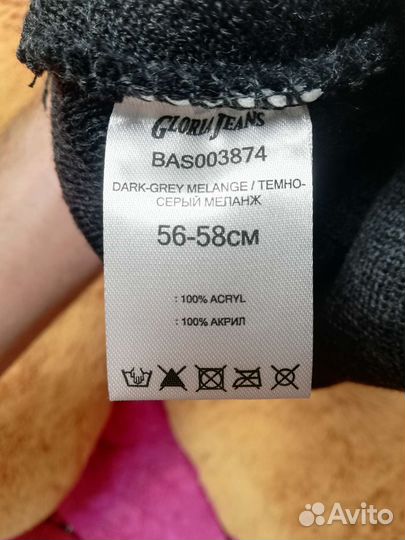 GLORIA JEANS
BAS003874
DARK-GREY MELANGE / ТЕМНО-
СЕРЫЙ МЕЛАНЖ
56-58СМ
: 100% ACRYL
: 100% АКРИЛ
Avito